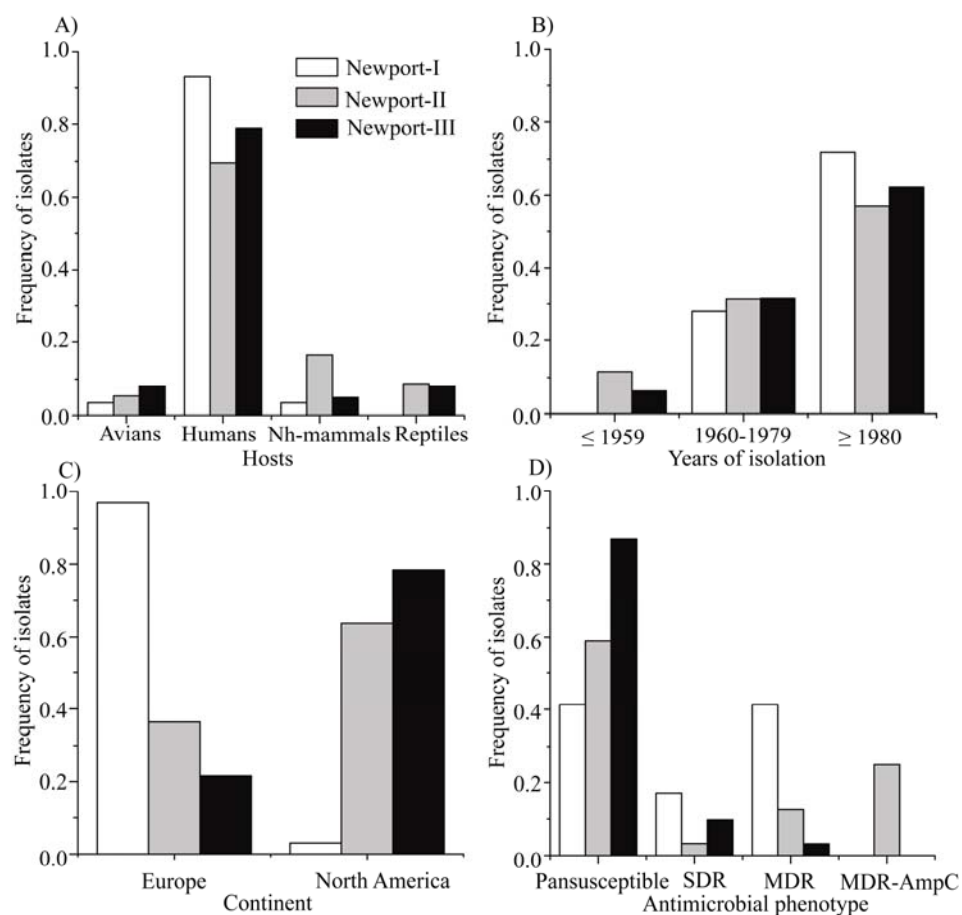 A)
Frequency of isolates
1.0
0.8
0.6
0.4
0.2
0.0
Newport-I
Newport-II
Newport-III
Avians Humans Nh-mammals Reptiles
Hosts
B)
Frequency of isolates
1.0
0.8
0.6
0.4
0.2
0.0
≤ 1959 1960-1979 ≥ 1980
Years of isolation
C)
Frequency of isolates
1.0
0.8
0.6
0.4
0.2
0.0
Europe North America
Continent
D)
Frequency of isolates
1.0
0.8
0.6
0.4
0.2
0.0
Pansusceptible SDR MDR MDR-AmpC
Antimicrobial phenotype